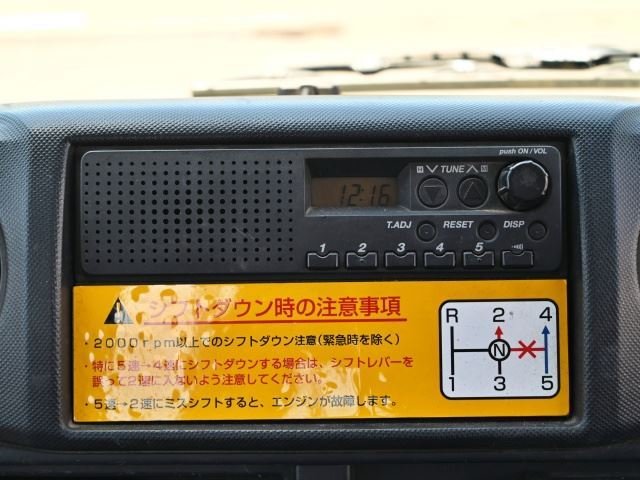 push ON/VOL
M ∨ TUNE ∧ M
12:16
T.ADJ RESET DISP
1 2 3 4 5
シフトダウン時の注意事項
・2000rpm以上でのシフトダウン注意(緊急時を除く)
・特に5速→4速にシフトダウンする場合は、シフトレバーを
誤って2速に入れないよう注意してください。
・5速→2速にミスシフトすると、エンジンが故障します。
R 2 4
N
1 3 5